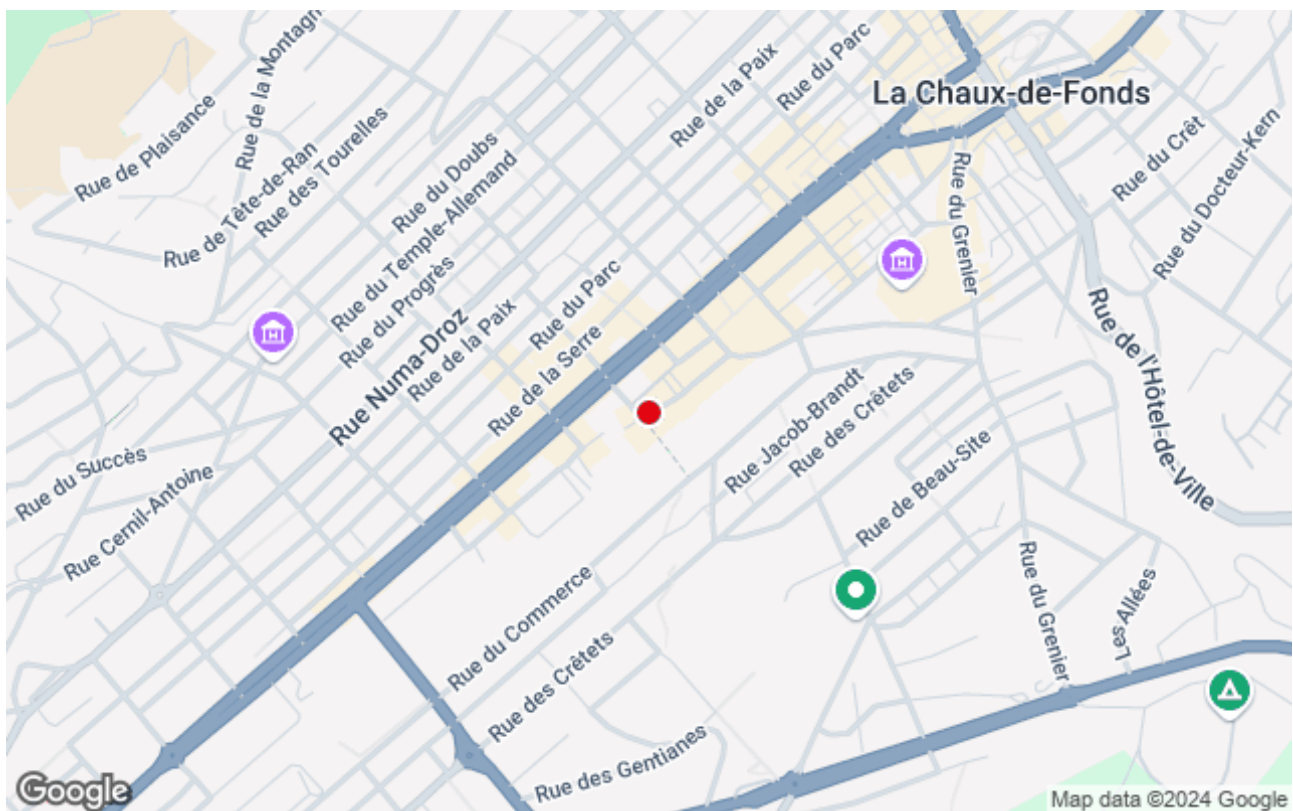 Rue de la Montagn
Rue du Parc
Rue de la Paix
La Chaux-de-Fonds
Rue de Plaisance
Rue du Crêt
Rue de Tête-de-Ran
Rue des Tourelles
Rue du Doubs
Rue du Temple-Allemand
Rue du Grenier
Rue du Docteur-Kern
Rue du Progrès
Rue du Parc
Rue de la Paix
Rue Numa-Droz
Rue de la Serre
Rue de l'Hôtel-de-Ville
Rue Jacob-Brandt
Rue des Crêtets
Rue du Succès
Rue de Beau-Site
Rue Cernil-Antoine
Rue du Commerce
Rue du Grenier
Les Allées
Rue des Crêtets
Rue des Gentianes
Google
Map data ©2024 Google